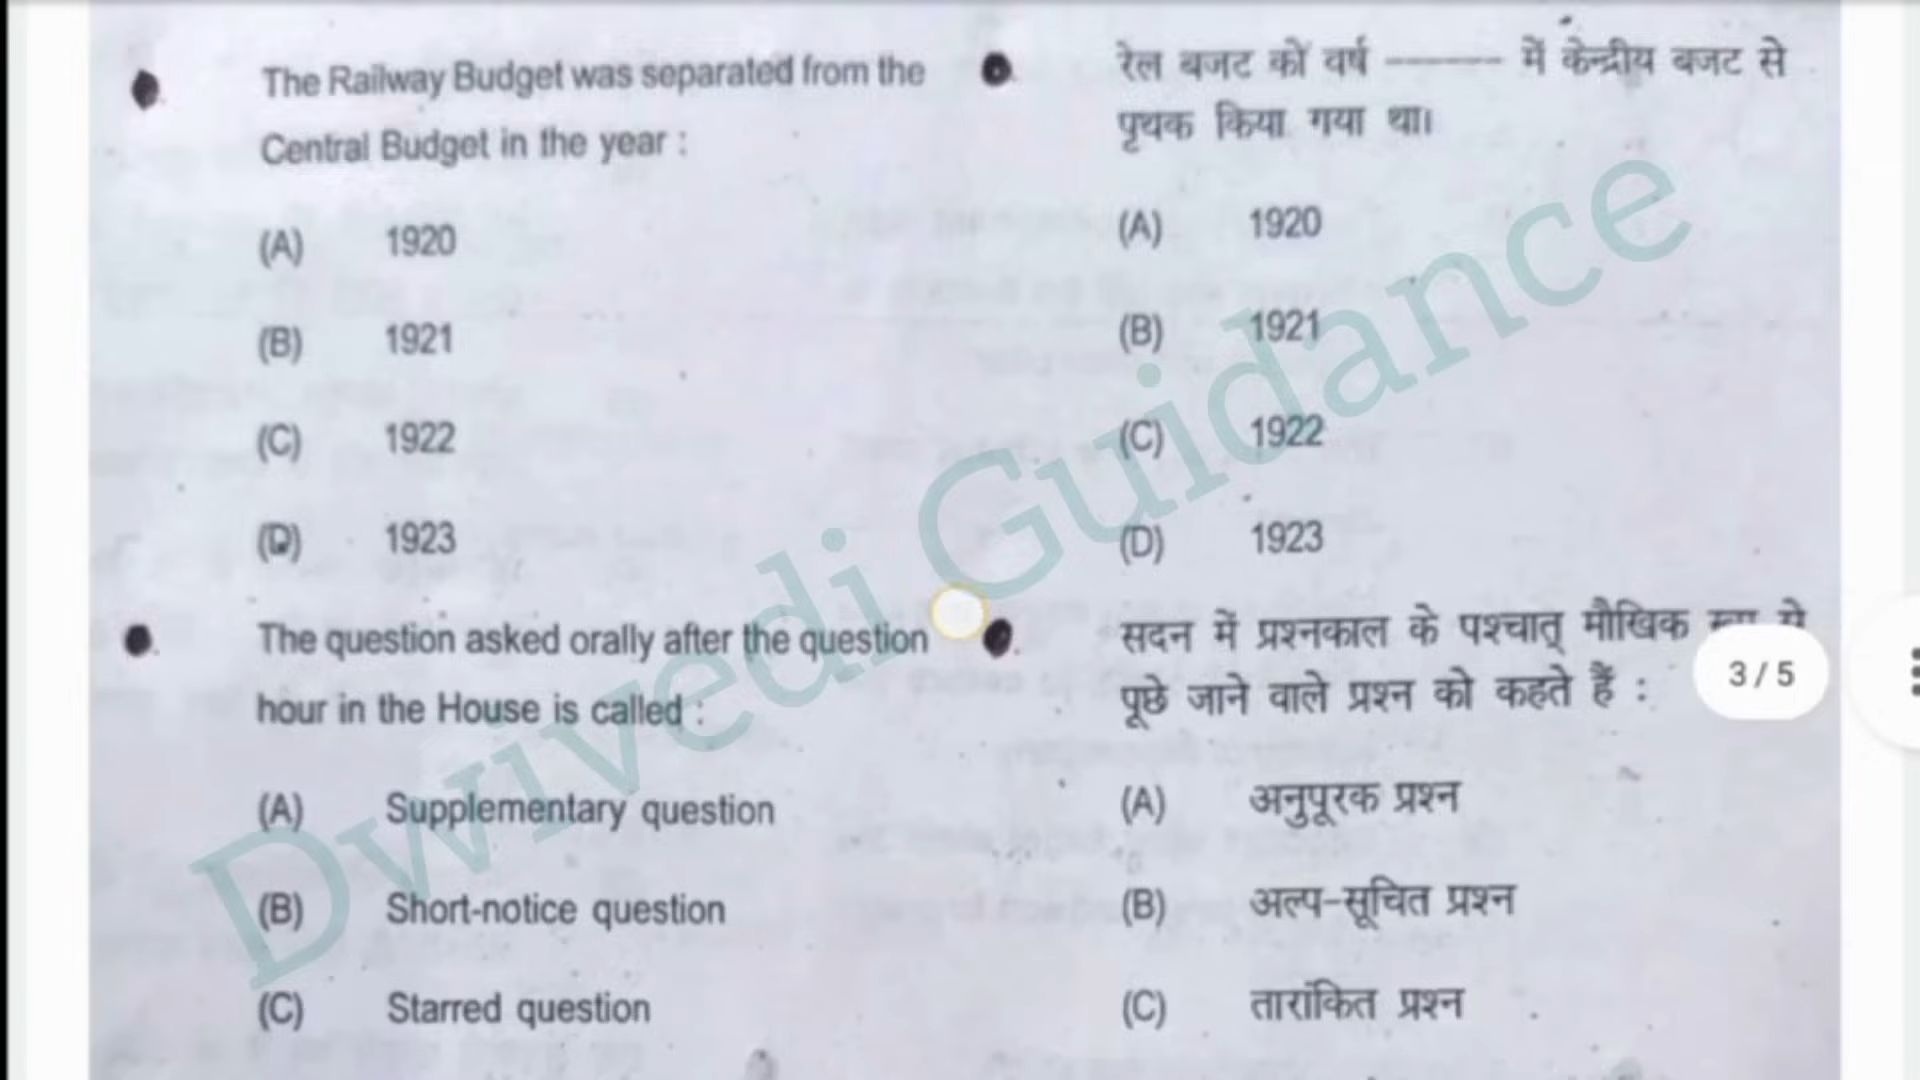 The Railway Budget was separated from the
Central Budget in the year :
(A) 1920
(B) 1921
(C) 1922
(D) 1923
The question asked orally after the question
hour in the House is called :
(A) Supplementary question
(B) Short-notice question
(C) Starred question
रेल बजट को वर्ष ——— में केन्द्रीय बजट से
पृथक किया गया था।
(A) 1920
(B) 1921
(C) 1922
(D) 1923
सदन में प्रश्नकाल के पश्चात् मौखिक
पूछे जाने वाले प्रश्न को कहते हैं :
(A) अनुपूरक प्रश्न
(B) अल्प-सूचित प्रश्न
(C) तारांकित प्रश्न
3 / 5
Dwivedi Guidance